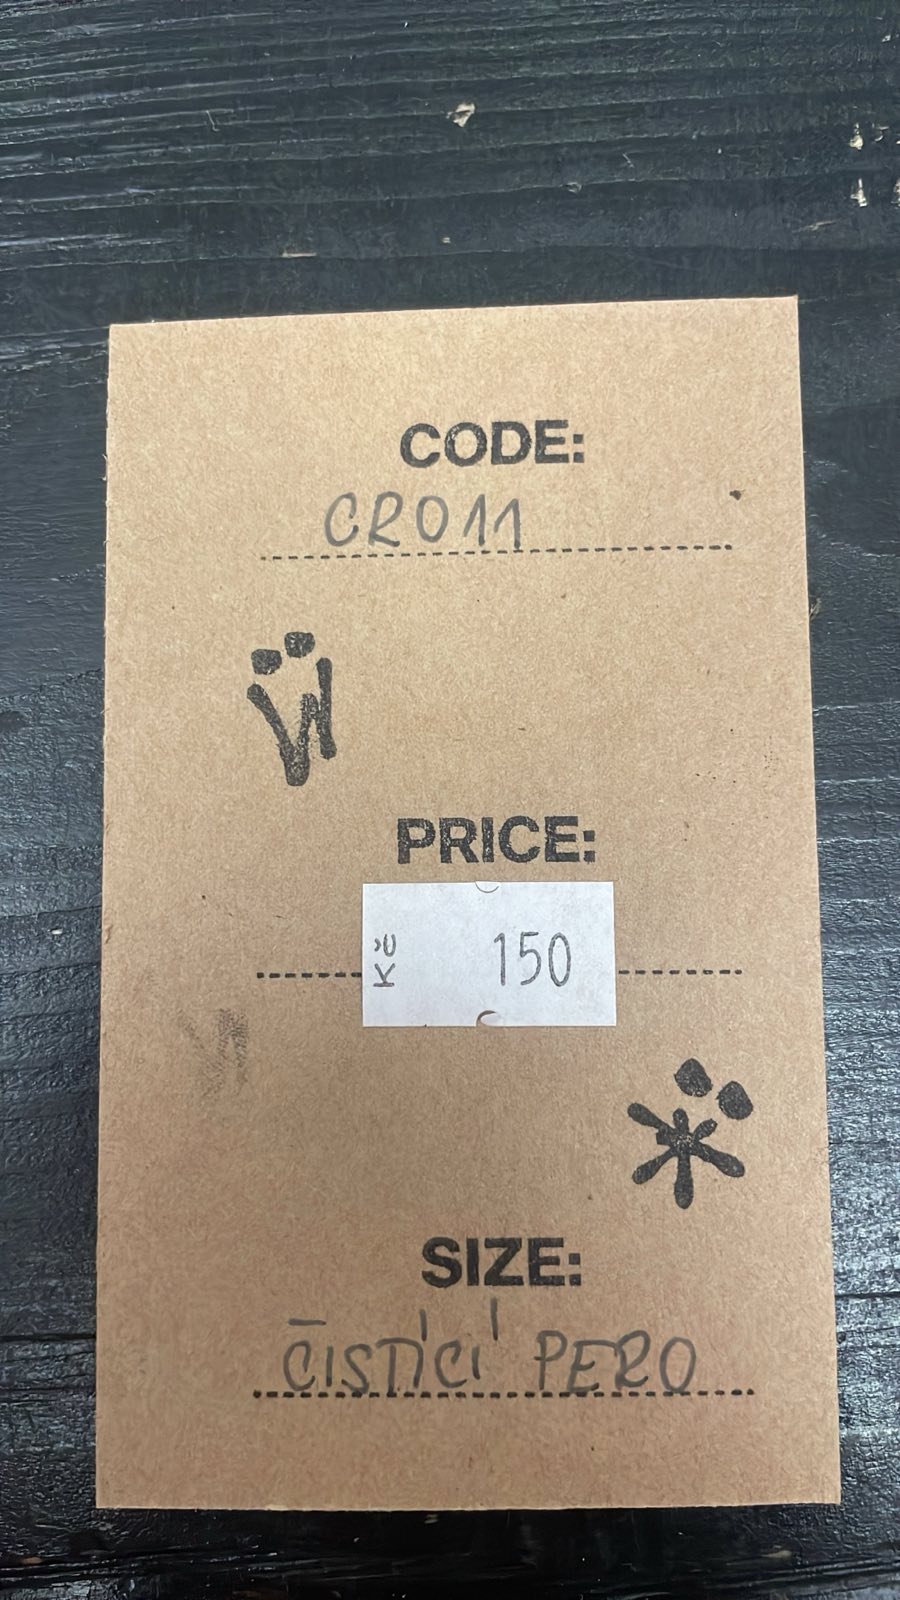 CODE:
CR011
PRICE:
Kč 150
SIZE:
ČISTÍCÍ PERO